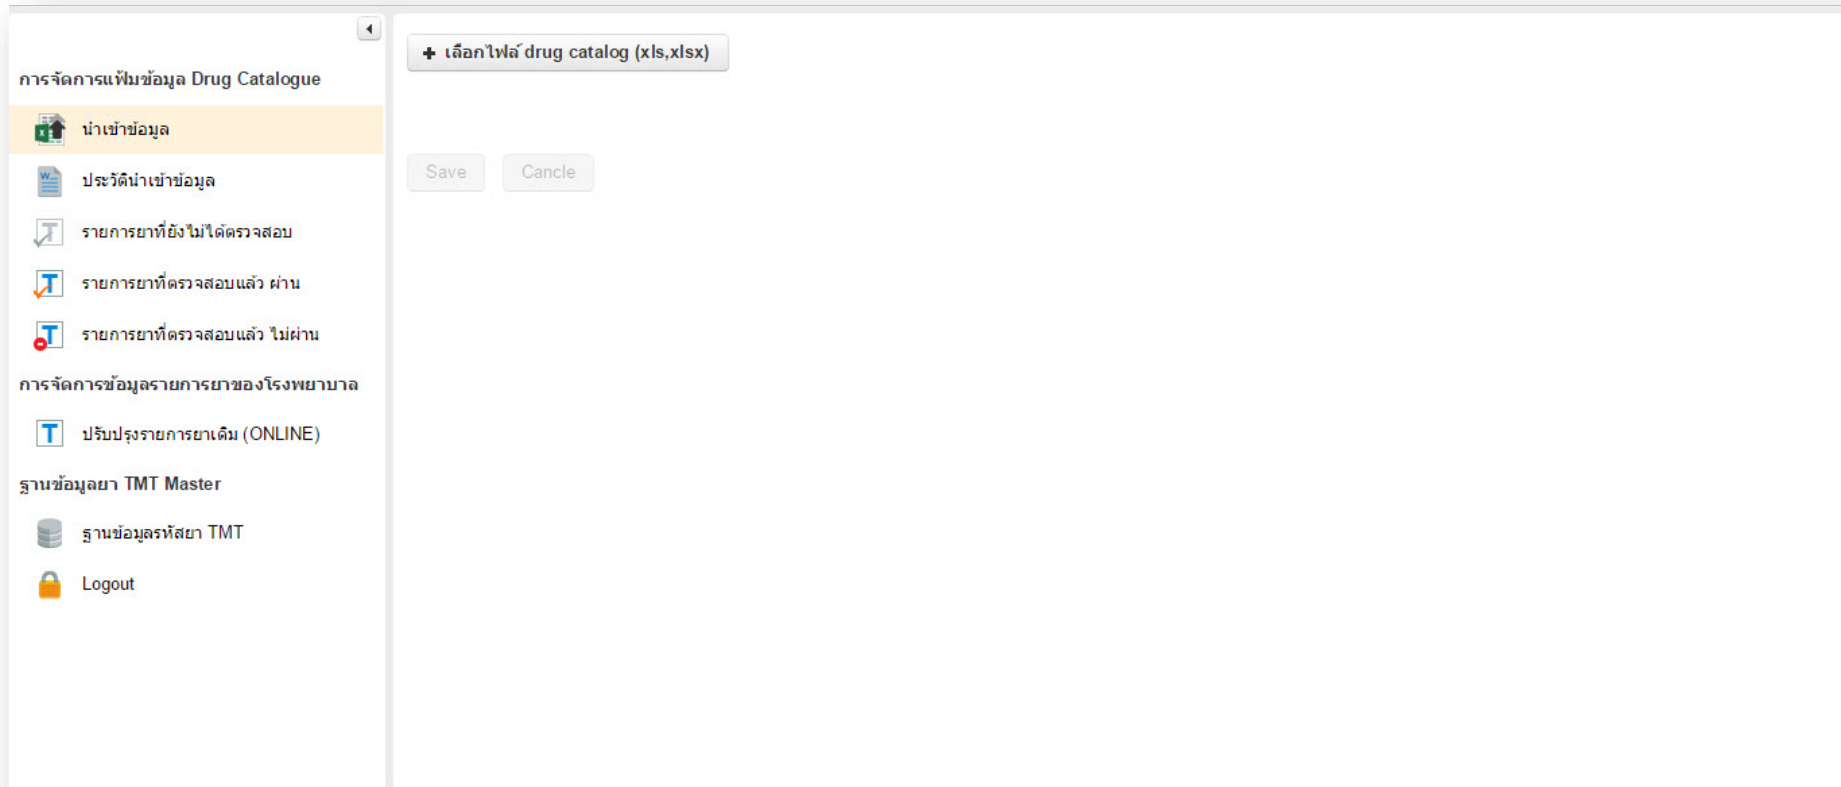 การจัดการแฟ้มข้อมูล Drug Catalogue
นำเข้าข้อมูล
ประวัตินำเข้าข้อมูล
รายการยาที่ยังไม่ได้ตรวจสอบ
รายการยาที่ตรวจสอบแล้ว ผ่าน
รายการยาที่ตรวจสอบแล้ว ไม่ผ่าน
การจัดการข้อมูลรายการยาของโรงพยาบาล
ปรับปรุงรายการยาเดิม (ONLINE)
ฐานข้อมูลยา TMT Master
ฐานข้อมูลรหัสยา TMT
Logout
+ เลือกไฟล์ drug catalog (xls,xlsx)
Save Cancle